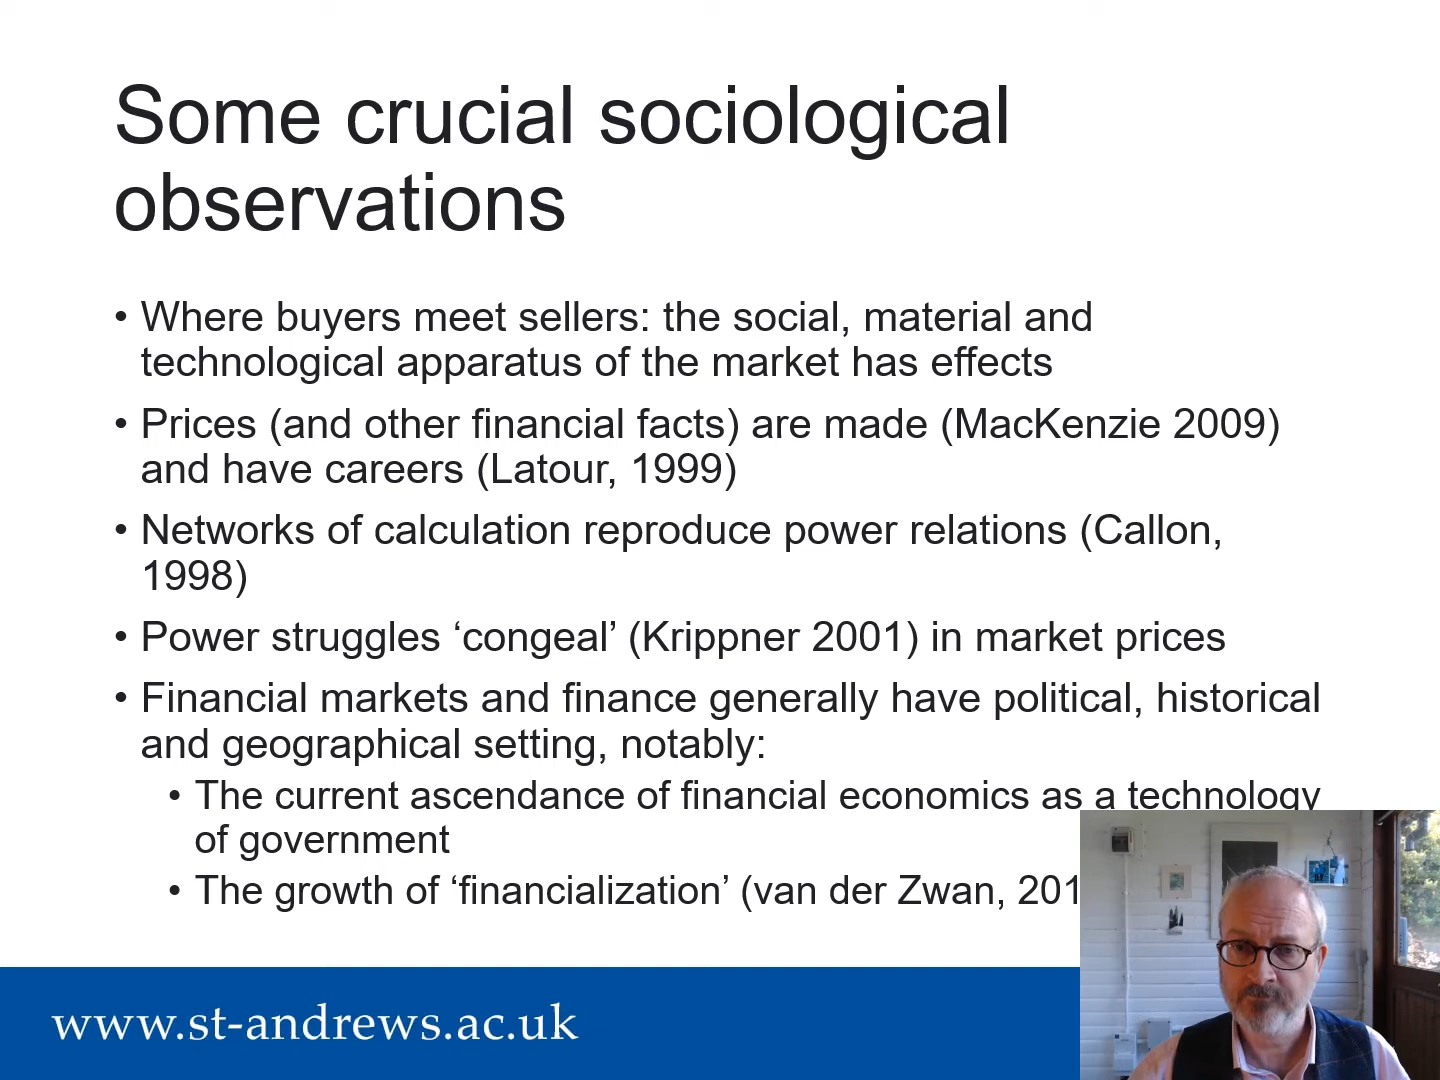 Some crucial sociological
observations
• Where buyers meet sellers: the social, material and
technological apparatus of the market has effects
• Prices (and other financial facts) are made (MacKenzie 2009)
and have careers (Latour, 1999)
• Networks of calculation reproduce power relations (Callon,
1998)
• Power struggles ‘congeal’ (Krippner 2001) in market prices
• Financial markets and finance generally have political, historical
and geographical setting, notably:
• The current ascendance of financial economics as a technology
of government
• The growth of ‘financialization’ (van der Zwan, 201
www.st-andrews.ac.uk